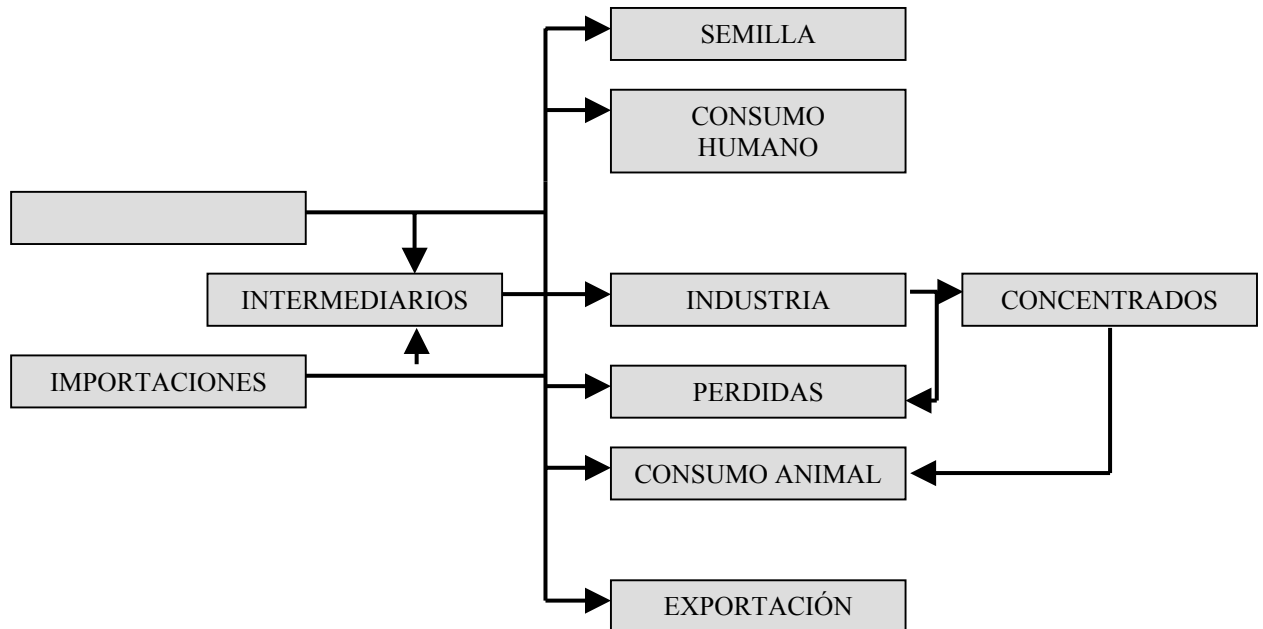 SEMILLA
CONSUMO
HUMANO
INTERMEDIARIOS
INDUSTRIA
CONCENTRADOS
IMPORTACIONES
PERDIDAS
CONSUMO ANIMAL
EXPORTACIÓN